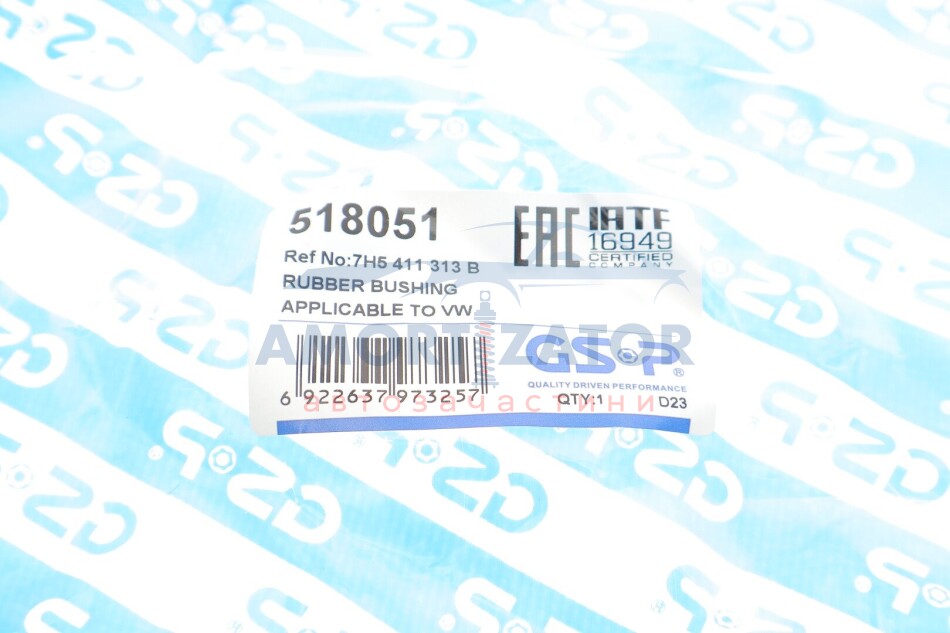 518051
EAC
IATF
16949
CERTIFIED
COMPANY
Ref No:7H5 411 313 B
RUBBER BUSHING
APPLICABLE TO VW
AMORTIZATOR
автозачастини
6 922637 973257
GSP®
QUALITY DRIVEN PERFORMANCE
QTY:1 D23